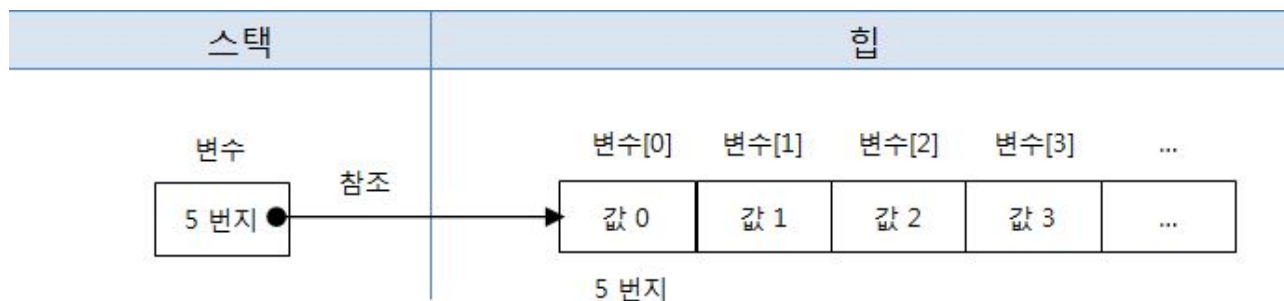 스택 힙
변수 변수[0] 변수[1] 변수[2] 변수[3] ...
참조
5 번지 값 0 값 1 값 2 값 3 ...
5 번지